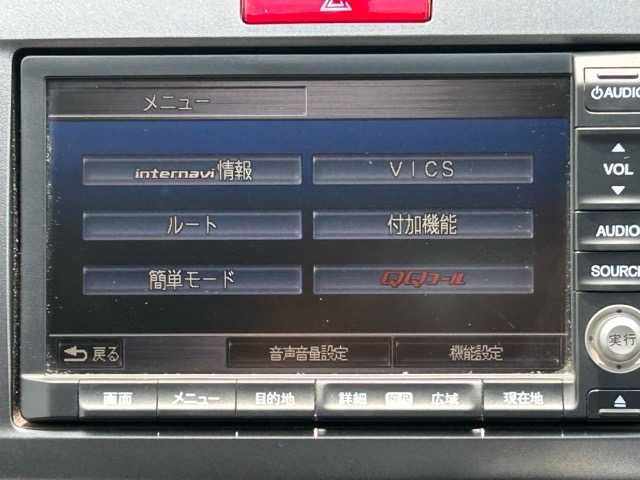 メニュー
internavi情報
VICS
ルート
付加機能
簡単モード
QQコール
戻る
音声音量設定
機能設定
画面
メニュー
目的地
詳細
広域
現在地
AUDIO
VOL
AUDIO
SOURCE
実行